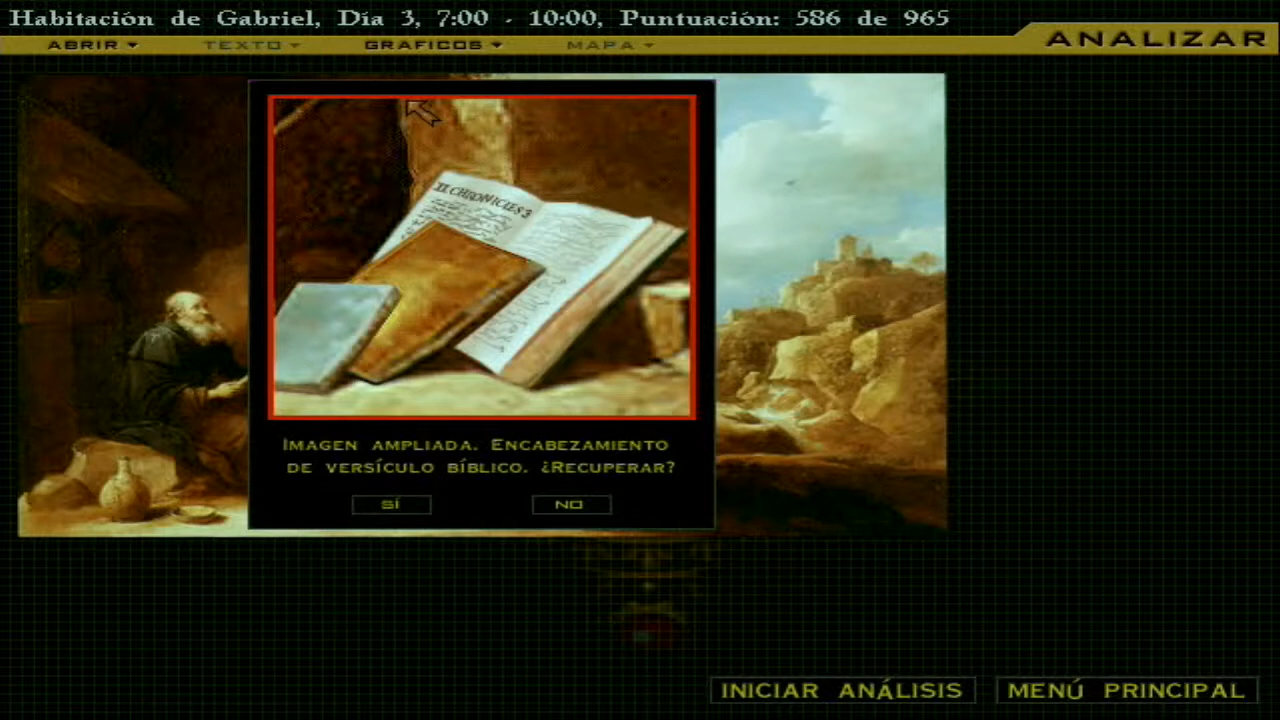 Habitación de Gabriel, Día 3, 7:00 - 10:00, Puntuación: 586 de 965
ABRIR TEXTO GRAFICOS MAPA
ANALIZAR
II CHRONICLES 3
IMAGEN AMPLIADA. ENCABEZAMIENTO
DE VERSÍCULO BÍBLICO. ¿RECUPERAR?
SÍ NO
INICIAR ANÁLISIS MENÚ PRINCIPAL